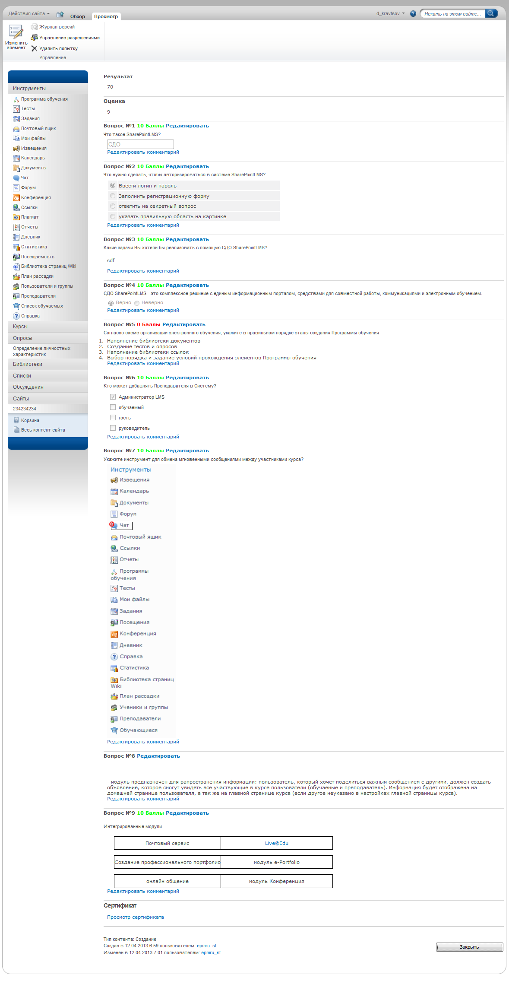 Действия сайта
Обзор
Просмотр
d_kravtsov
Искать на этом сайте...
Изменить элемент
Журнал версий
Управление разрешениями
Удалить попытку
Управление
Инструменты
Программа обучения
Тесты
Задания
Почтовый ящик
Мои файлы
Извещения
Календарь
Документы
Чат
Форум
Конференция
Ссылки
Плагиат
Отчеты
Дневник
Статистика
Посещаемость
Библиотека страниц Wiki
План рассадки
Пользователи и группы
Преподаватели
Список обучаемых
Справка
Курсы
Опросы
Определение личностных
характеристик
Библиотеки
Списки
Обсуждения
Сайты
234234234
Корзина
Весь контент сайта
Результат
70
Оценка
9
Вопрос №1 10 Баллы Редактировать
Что такое SharePointLMS?
СДО
Редактировать комментарий
Вопрос №2 10 Баллы Редактировать
Что нужно сделать, чтобы авторизироваться в системе SharePointLMS?
Ввести логин и пароль
Заполнить регистрационную форму
ответить на секретный вопрос
указать правильную область на картинке
Редактировать комментарий
Вопрос №3 10 Баллы Редактировать
Какие задачи Вы хотели бы реализовать с помощью СДО SharePointLMS?
sdf
Редактировать комментарий
Вопрос №4 10 Баллы Редактировать
СДО SharePointLMS - это комплексное решиние с единым информационным порталом, средствами для совместной работы, коммуникациями и электронным обучением.
Верно Неверно
Редактировать комментарий
Вопрос №5 0 Баллы Редактировать
Согласно схеме организации электронного обучения, укажите в правильном порядке этапы создания Программы обучения
1. Наполнение библиотеки документов
2. Создание тестов и опросов
3. Наполнение библиотеки ссылок
4. Выбор порядка и задание условий прохождения элементов Программы обучения
Редактировать комментарий
Вопрос №6 10 Баллы Редактировать
Кто может добавлять Преподавателя в Систему?
Администратор LMS
обучаемый
гость
руководитель
Редактировать комментарий
Вопрос №7 10 Баллы Редактировать
Укажите инструмент для обмена мгновенными сообщениями между участниками курса?
Инструменты
Извещения
Календарь
Документы
Форум
Чат
Почтовый ящик
Ссылки
Отчеты
Программы
обучения
Тесты
Мои файлы
Задания
Посещения
Конференция
Дневник
Справка
Статистика
Библиотека страниц
Wiki
План рассадки
Ученики и группы
Преподаватели
Обучающиеся
Редактировать комментарий
Вопрос №8 Редактировать
- модуль предназначен для рапространения информации: пользователь, который хочет поделиться важным сообщением с другими, должен создать
объявление, которое смогут увидеть все участвующие в курсе пользователи (обучаемые и преподаватель). Информация будет отображена на
домашней странице пользователя, а так же на главной странице курса (если другое неуказано в настройках главной страницы курса).
Редактировать комментарий
Вопрос №9 10 Баллы Редактировать
Интегрированные модули
Почтовый сервис Live@Edu
Создание профессионального портфолио модуль e-Portfolio
онлайн общение модуль Конференция
Редактировать комментарий
Сертификат
Просмотр сертификата
Тип контента: Создание
Создан в 12.04.2013 6:59 пользователем: epmru_st
Изменен в 12.04.2013 7:01 пользователем: epmru_st
Закрыть